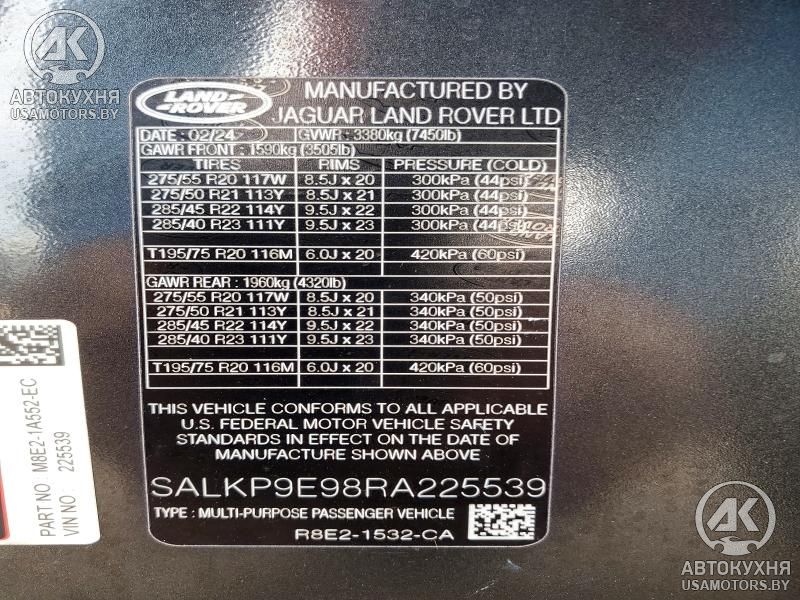 AK
АВТОКУХНЯ
USAMOTORS.BY
LAND ROVER
MANUFACTURED BY
JAGUAR LAND ROVER LTD
DATE : 02/24 GVWR : 3380kg (7450lb)
GAWR FRONT : 1590kg (3505lb)
TIRES RIMS PRESSURE (COLD)
275/55 R20 117W 8.5J x 20 300kPa (44psi)
275/50 R21 113Y 8.5J x 21 300kPa (44psi)
285/45 R22 114Y 9.5J x 22 300kPa (44psi)
285/40 R23 111Y 9.5J x 23 300kPa (44psi)
T195/75 R20 116M 6.0J x 20 420kPa (60psi)
GAWR REAR : 1960kg (4320lb)
275/55 R20 117W 8.5J x 20 340kPa (50psi)
275/50 R21 113Y 8.5J x 21 340kPa (50psi)
285/45 R22 114Y 9.5J x 22 340kPa (50psi)
285/40 R23 111Y 9.5J x 23 340kPa (50psi)
T195/75 R20 116M 6.0J x 20 420kPa (60psi)
THIS VEHICLE CONFORMS TO ALL APPLICABLE
U.S. FEDERAL MOTOR VEHICLE SAFETY
STANDARDS IN EFFECT ON THE DATE OF
MANUFACTURE SHOWN ABOVE
SALKP9E98RA225539
TYPE : MULTI-PURPOSE PASSENGER VEHICLE
R8E2-1532-CA
PART NO M8E2-1A552-EC
VIN NO 225539
AK
АВТОКУХНЯ
USAMOTORS.BY